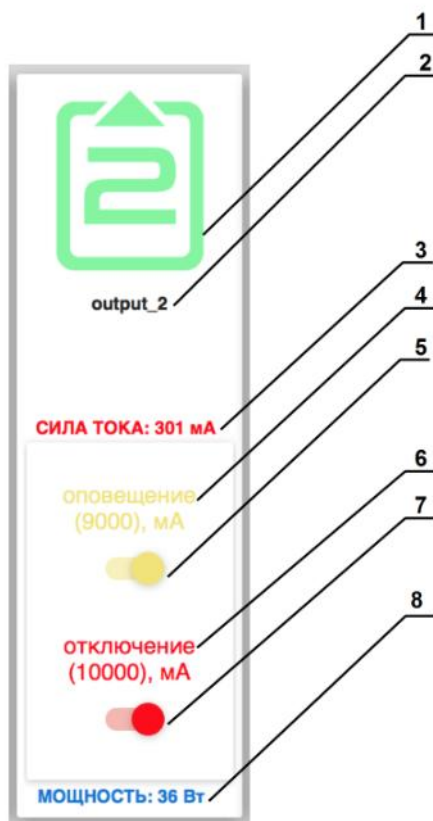 1
2
2
output_2
3
4
5
СИЛА ТОКА: 301 мА
оповещение
(9000), мА
6
7
отключение
(10000), мА
8
МОЩНОСТЬ: 36 Вт